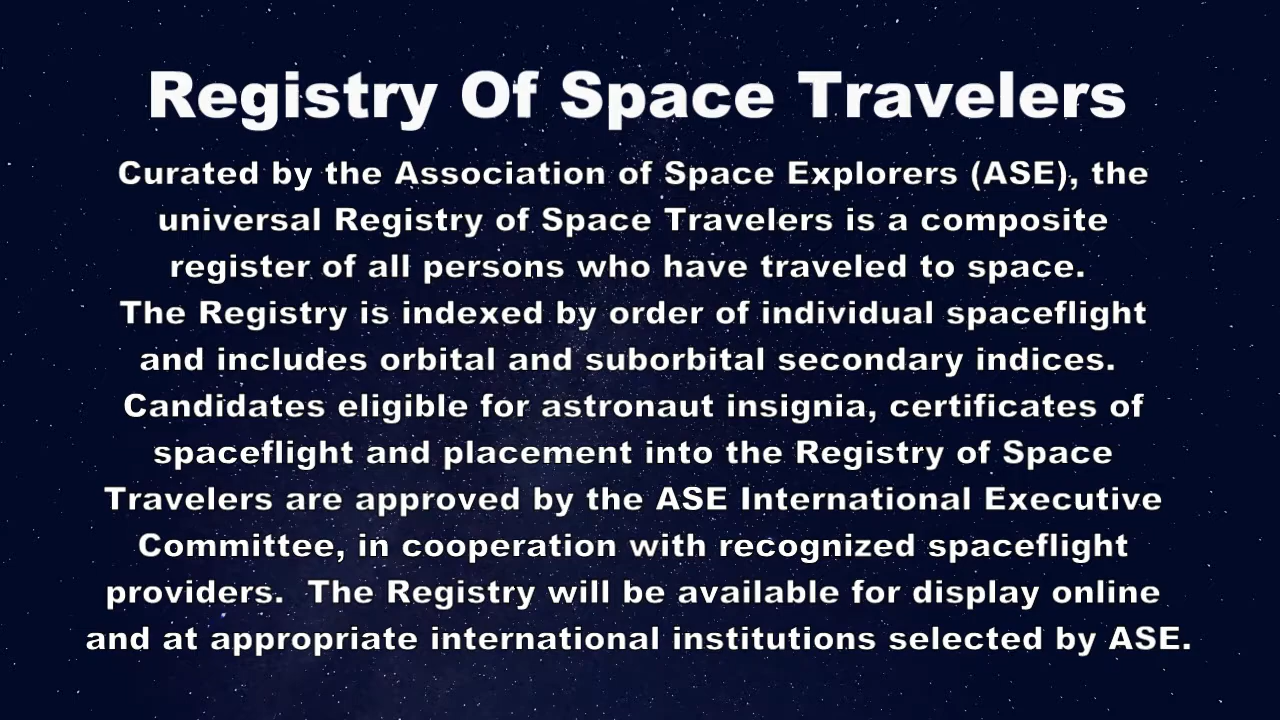 Registry Of Space Travelers
Curated by the Association of Space Explorers (ASE), the
universal Registry of Space Travelers is a composite
register of all persons who have traveled to space.
The Registry is indexed by order of individual spaceflight
and includes orbital and suborbital secondary indices.
Candidates eligible for astronaut insignia, certificates of
spaceflight and placement into the Registry of Space
Travelers are approved by the ASE International Executive
Committee, in cooperation with recognized spaceflight
providers.  The Registry will be available for display online
and at appropriate international institutions selected by ASE.